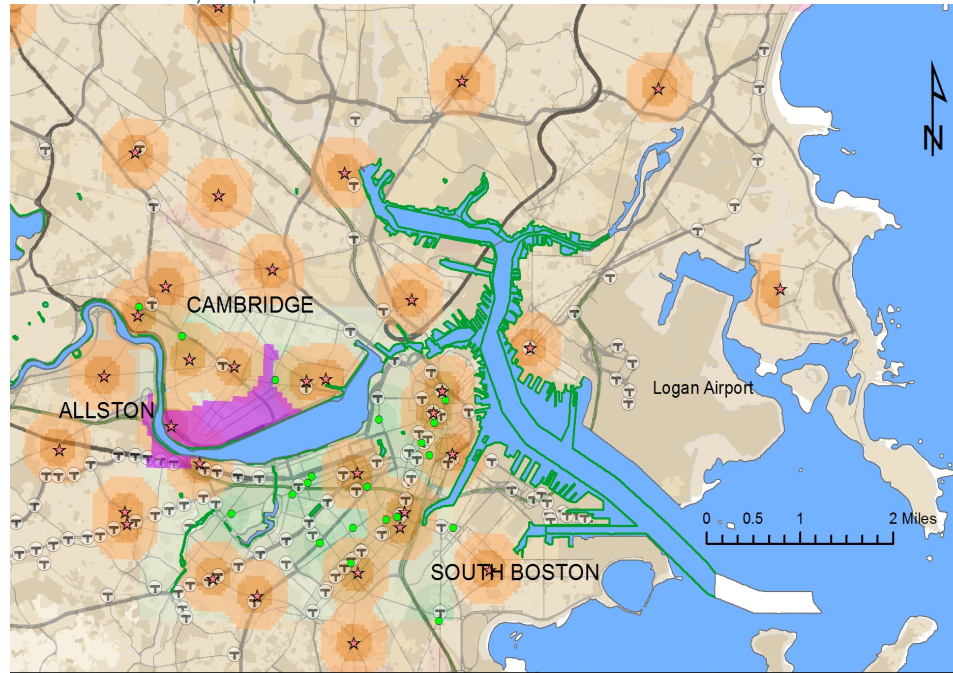 N
CAMBRIDGE
Logan Airport
ALLSTON
0 0.5 1 2 Miles
SOUTH BOSTON